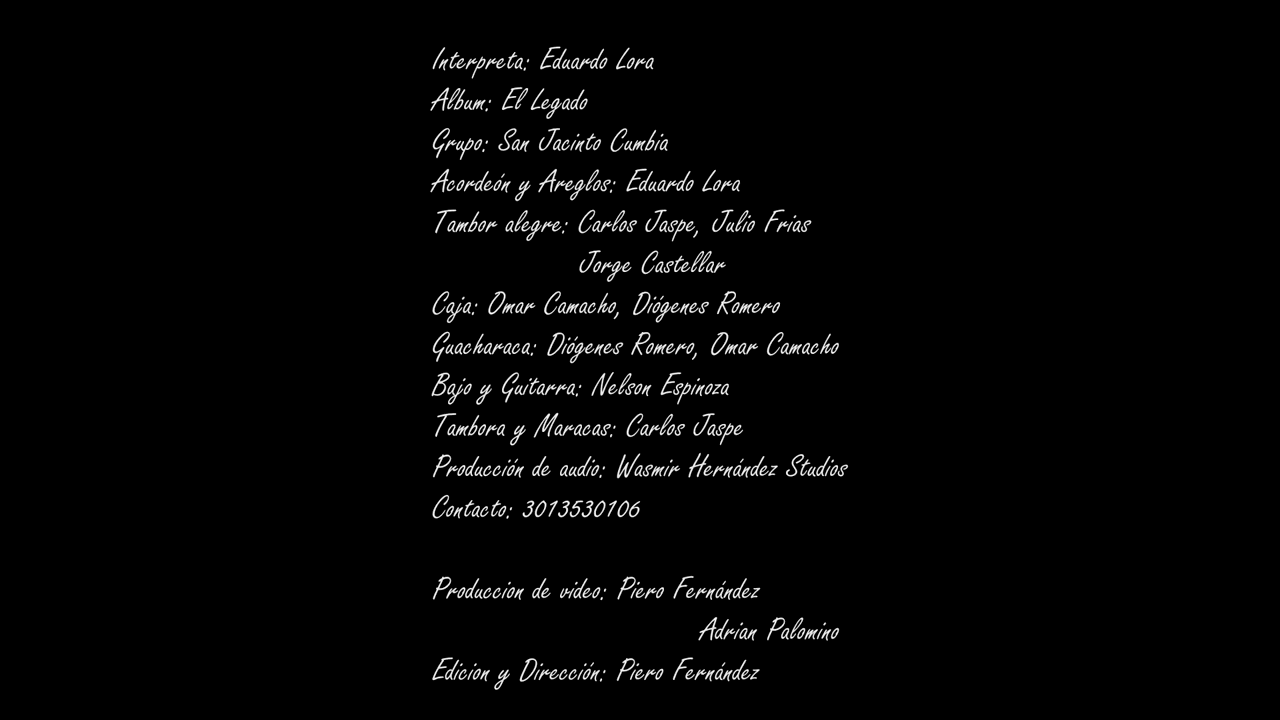 Interpreta: Eduardo Lora
Album: El Legado
Grupo: San Jacinto Cumbia
Acordeón y Areglos: Eduardo Lora
Tambor alegre: Carlos Jaspe, Julio Frias
Jorge Castellar
Caja: Omar Camacho, Diógenes Romero
Guacharaca: Diógenes Romero, Omar Camacho
Bajo y Guitarra: Nelson Espinoza
Tambora y Maracas: Carlos Jaspe
Producción de audio: Wasmir Hernández Studios
Contacto: 3013530106
Produccion de video: Piero Fernández
Adrian Palomino
Edicion y Dirección: Piero Fernández